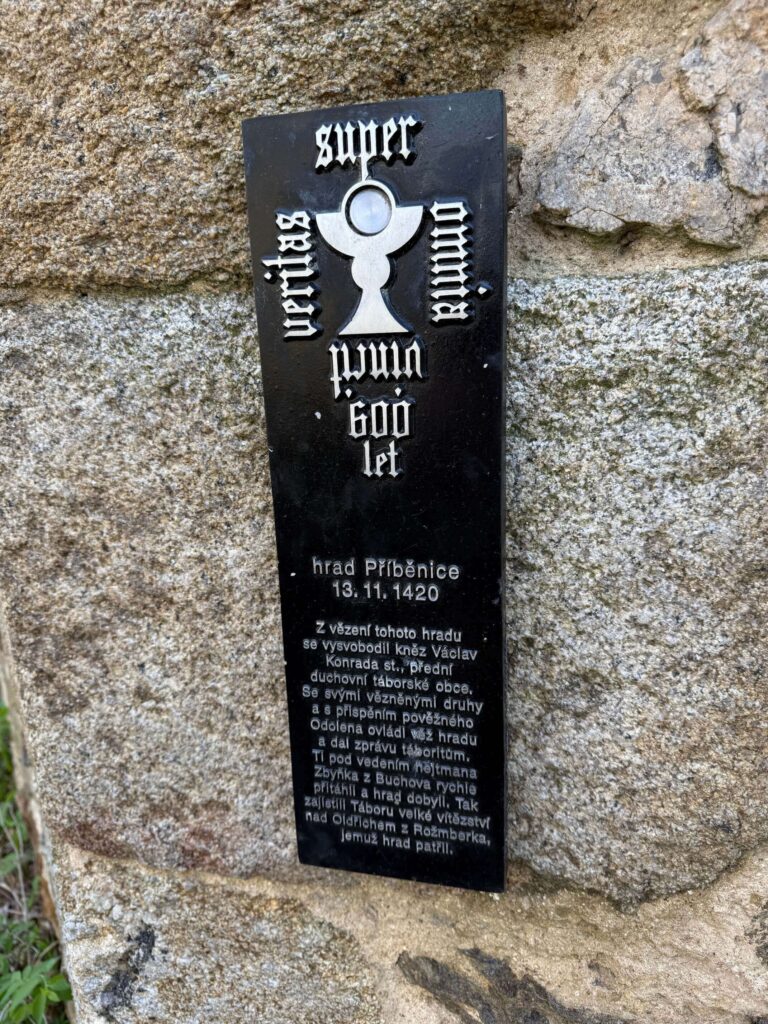 super
veritas
omnia
vincit
600
let
hrad Příběnice
13. 11. 1420
Z vězení tohoto hradu
se vysvobodil kněz Václav
Konrada st., přední
duchovní táborské obce.
Se svými vězněnými druhy
a s přispěním pověžného
Odolena ovládl věž hradu
a dal zprávu táboritům.
Ti pod vedením hejtmana
Zbyňka z Buchova rychle
přitáhli a hrad dobyli. Tak
zajistili Táboru velké vítězství
nad Oldřichem z Rožmberka,
jemuž hrad patřil.